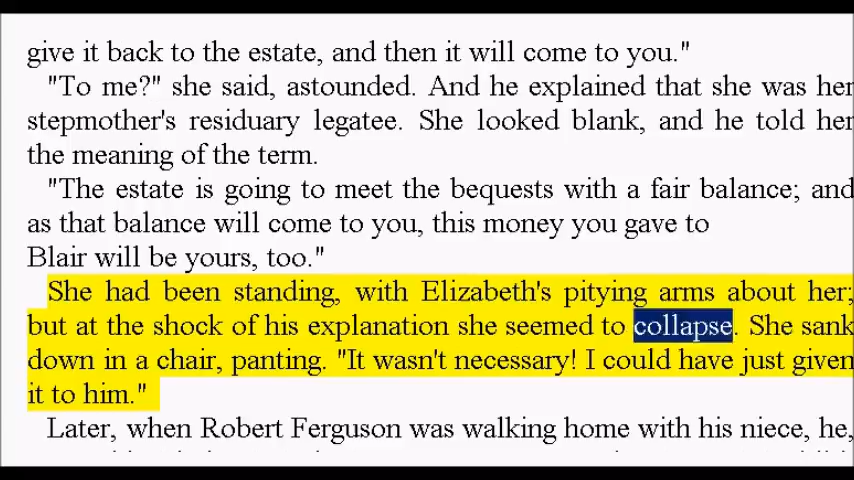 give it back to the estate, and then it will come to you."
"To me?" she said, astounded. And he explained that she was her
stepmother's residuary legatee. She looked blank, and he told her
the meaning of the term.
"The estate is going to meet the bequests with a fair balance; and
as that balance will come to you, this money you gave to
Blair will be yours, too."
She had been standing, with Elizabeth's pitying arms about her;
but at the shock of his explanation she seemed to collapse. She sank
down in a chair, panting. "It wasn't necessary! I could have just given
it to him."
Later, when Robert Ferguson was walking home with his niece, he,